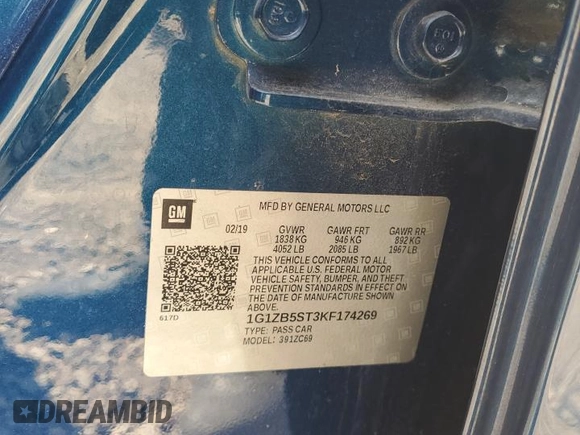 GM
MFD BY GENERAL MOTORS LLC
02/19 GVWR GAWR FRT GAWR RR
1838 KG 946 KG 892 KG
4052 LB 2085 LB 1967 LB
THIS VEHICLE CONFORMS TO ALL
APPLICABLE U.S. FEDERAL MOTOR
VEHICLE SAFETY, BUMPER, AND THEFT
PREVENTION STANDARDS IN EFFECT ON
THE DATE OF MANUFACTURE SHOWN
ABOVE.
617D
1G1ZB5ST3KF174269
TYPE: PASS CAR
MODEL: 391ZC69
DREAMBID